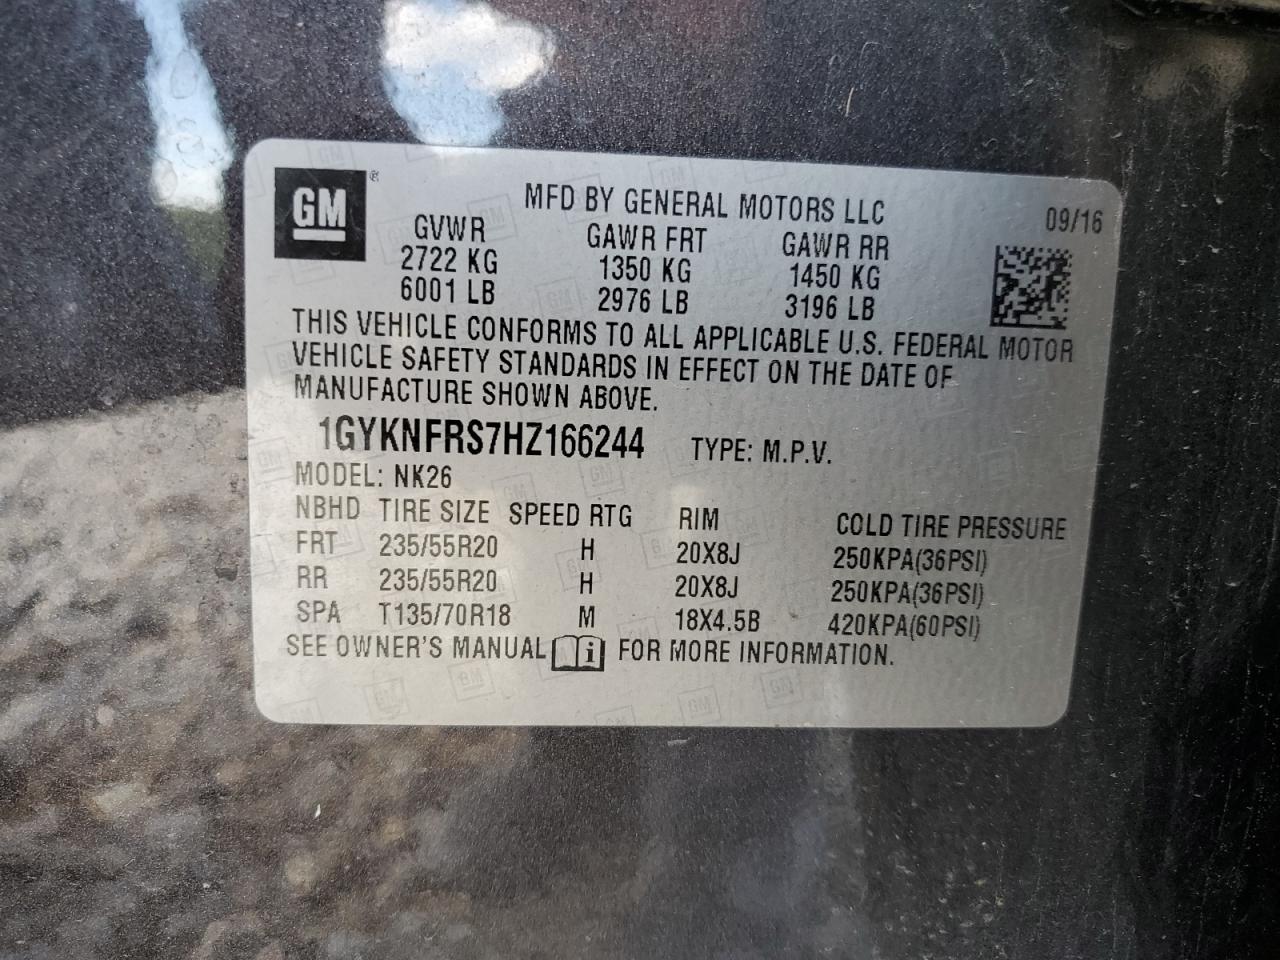 GM®
MFD BY GENERAL MOTORS LLC 09/16
GVWR GAWR FRT GAWR RR
2722 KG 1350 KG 1450 KG
6001 LB 2976 LB 3196 LB
THIS VEHICLE CONFORMS TO ALL APPLICABLE U.S. FEDERAL MOTOR
VEHICLE SAFETY STANDARDS IN EFFECT ON THE DATE OF
MANUFACTURE SHOWN ABOVE.
1GYKNFRS7HZ166244 TYPE: M.P.V.
MODEL: NK26
NBHD TIRE SIZE SPEED RTG RIM COLD TIRE PRESSURE
FRT 235/55R20 H 20X8J 250KPA(36PSI)
RR 235/55R20 H 20X8J 250KPA(36PSI)
SPA T135/70R18 M 18X4.5B 420KPA(60PSI)
SEE OWNER'S MANUAL i FOR MORE INFORMATION.